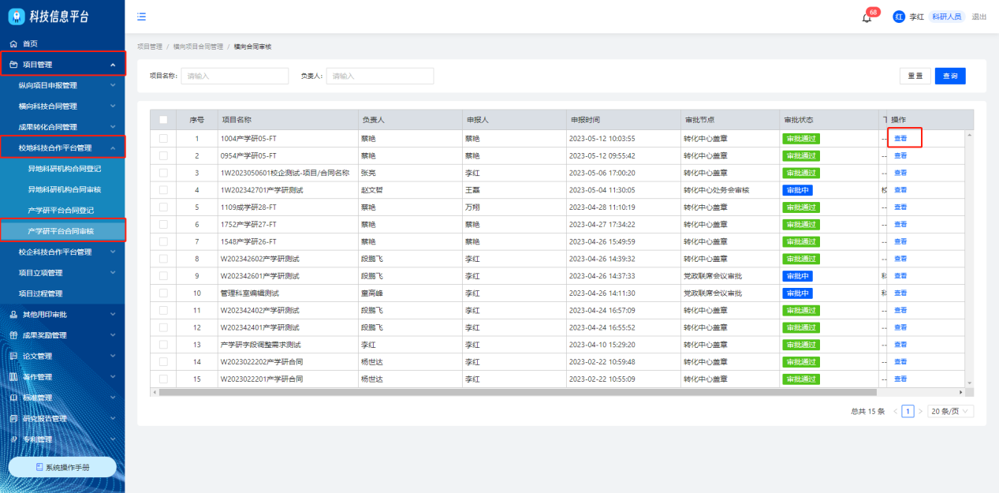 科技信息平台
68
红 李红 科研人员 退出
首页
项目管理
纵向项目申报管理
横向科技合同管理
成果转化合同管理
校地科技合作平台管理
异地科研机构合同登记
异地科研机构合同审核
产学研平台合同登记
产学研平台合同审核
校企科技合作平台管理
项目立项管理
项目过程管理
其他用印审批
成果奖励管理
论文管理
著作管理
标准管理
研究报告管理
专利管理
系统操作手册
项目管理 / 横向项目合同管理 / 横向合同审核
项目名称: 请输入 负责人: 请输入 重置 查询
序号 项目名称 负责人 申报人 申报时间 审批节点 审批状态 操作
1 1004产学研05-FT 蔡艳 蔡艳 2023-05-12 10:03:55 转化中心盖章 审批通过 -- 查看
2 0954产学研05-FT 蔡艳 蔡艳 2023-05-12 09:55:42 转化中心盖章 审批通过 -- 查看
3 1W2023050601校企测试-项目/合同名称 张亮 李红 2023-05-06 17:00:20 转化中心盖章 审批通过 -- 查看
4 1W202342701产学研测试 赵文哲 王磊 2023-05-04 11:30:05 转化中心处务会审核 审批中 查看
5 1109成学研28-FT 蔡艳 万栩 2023-04-28 11:10:19 转化中心盖章 审批通过 -- 查看
6 1752产学研27-FT 蔡艳 蔡艳 2023-04-27 17:34:22 转化中心盖章 审批通过 -- 查看
7 1548产学研26-FT 蔡艳 蔡艳 2023-04-26 15:49:59 转化中心盖章 审批通过 -- 查看
8 W202342602产学研测试 段鹏飞 李红 2023-04-26 14:39:32 转化中心盖章 审批通过 -- 查看
9 W202342601产学研测试 段鹏飞 李红 2023-04-26 14:37:33 党政联席会议审批 审批中 科 查看
10 管理科室编辑测试 童高峰 李红 2023-04-26 14:11:30 党政联席会议审批 审批中 科 查看
11 W202342402产学研测试 段鹏飞 李红 2023-04-24 16:57:09 转化中心盖章 审批通过 -- 查看
12 W202342401产学研测试 段鹏飞 李红 2023-04-24 16:55:52 转化中心盖章 审批通过 -- 查看
13 产学研字段调整需求测试 李红 李红 2023-04-10 15:29:20 转化中心盖章 审批通过 -- 查看
14 W2023022202产学研合同 杨世达 李红 2023-02-22 10:59:48 转化中心盖章 审批通过 -- 查看
15 W2023022201产学研合同 杨世达 李红 2023-02-22 10:55:09 转化中心盖章 审批通过 -- 查看
总共 15 条 < 1 > 20 条/页